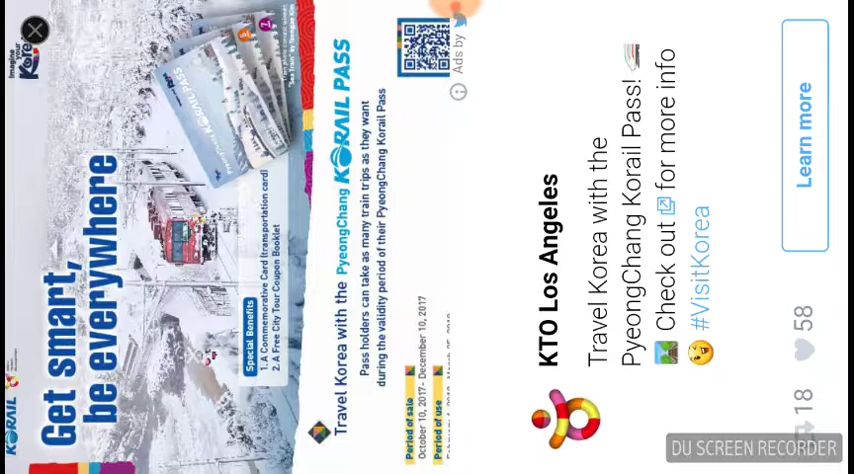 KORAIL
Imagine
your
Korea
Get smart,
be everywhere
KORAIL PASS
Special Benefits
1. A Commemorative Card (transportation card)
2. A Free City Tour Coupon Booklet
Travel Korea with the PyeongChang KORAIL PASS
Pass holders can take as many train trips as they want
during the validity period of their PyeongChang Korail Pass
Period of sale
October 10, 2017- December 10, 2017
Period of use
Ads by
KTO Los Angeles
Travel Korea with the
PyeongChang Korail Pass! 🚄
🏞 Check out ↗ for more info
😲 #VisitKorea
18 58
Learn more
DU SCREEN RECORDER